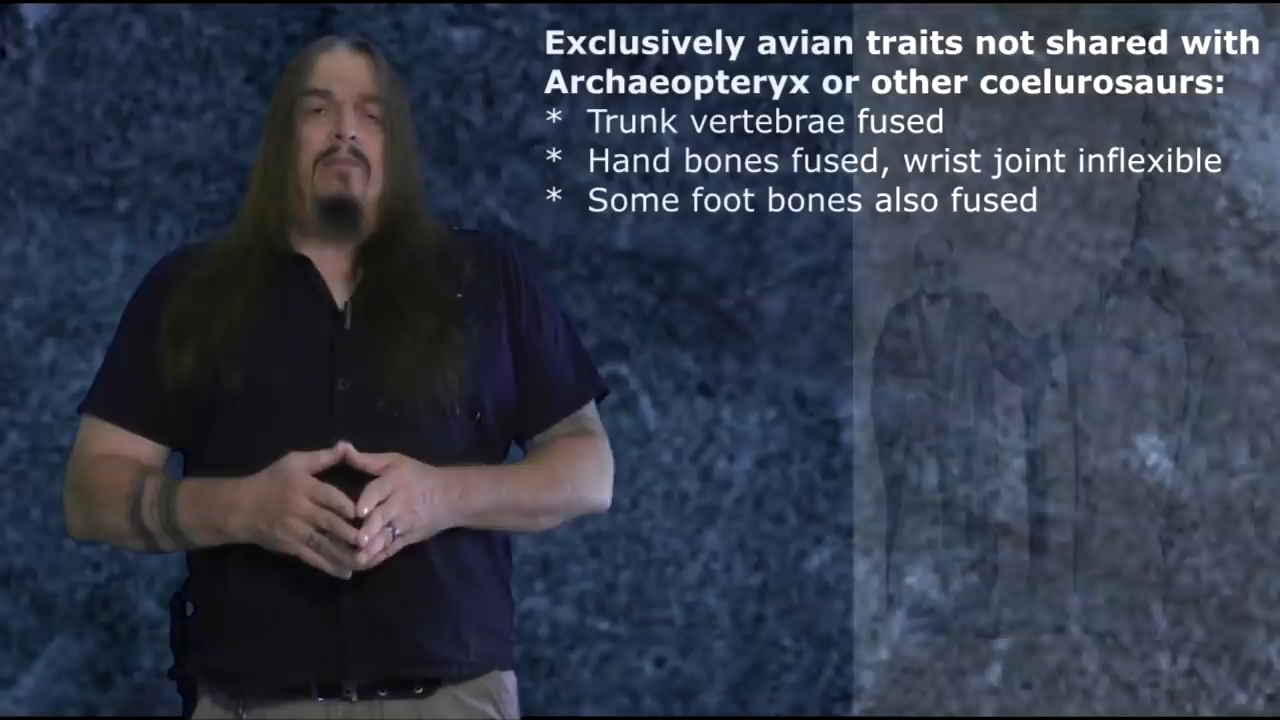 Exclusively avian traits not shared with
Archaeopteryx or other coelurosaurs:
* Trunk vertebrae fused
* Hand bones fused, wrist joint inflexible
* Some foot bones also fused